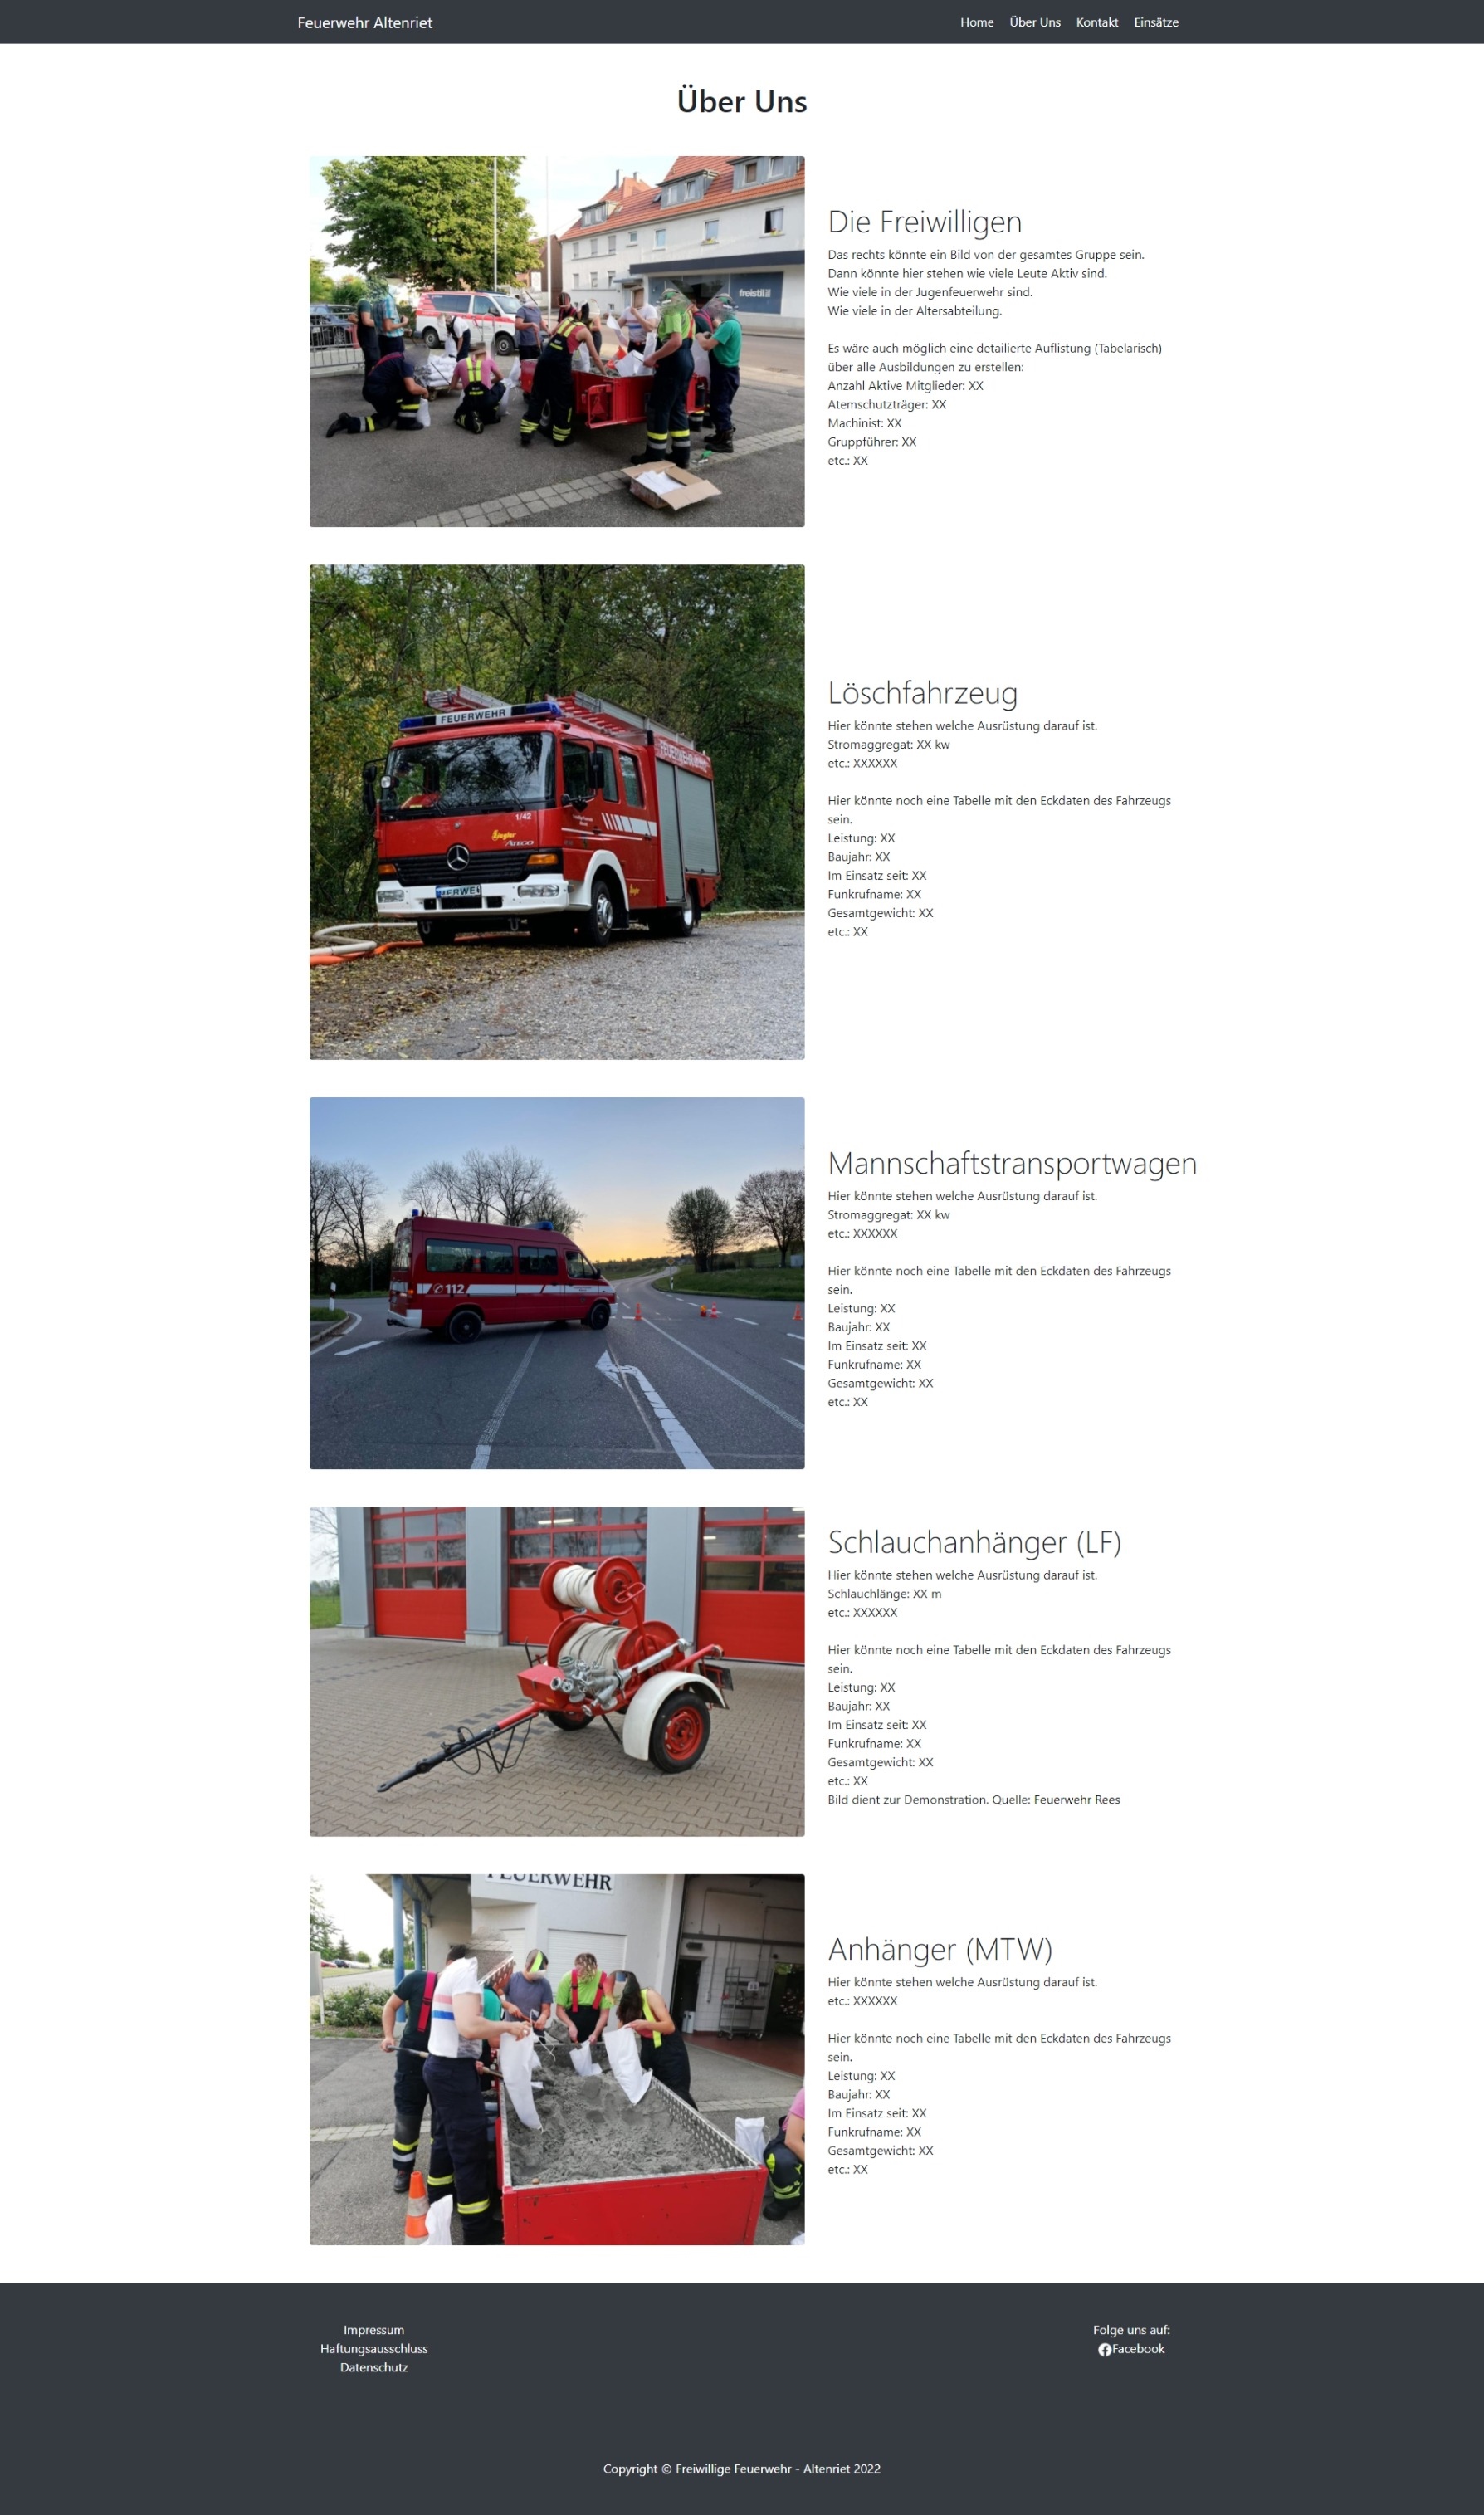 Feuerwehr Altenriet
Home Über Uns Kontakt Einsätze
Über Uns
freistil
Die Freiwilligen
Das rechts könnte ein Bild von der gesamtes Gruppe sein.
Dann könnte hier stehen wie viele Leute Aktiv sind.
Wie viele in der Jugenfeuerwehr sind.
Wie viele in der Altersabteilung.
Es wäre auch möglich eine detailierte Auflistung (Tabelarisch)
über alle Ausbildungen zu erstellen:
Anzahl Aktive Mitglieder: XX
Atemschutzträger: XX
Machinist: XX
Gruppführer: XX
etc.: XX
FEUERWEHR
FEUERWEHR
1/42
Ziegler
ATEGO
Löschfahrzeug
Hier könnte stehen welche Ausrüstung darauf ist.
Stromaggregat: XX kw
etc.: XXXXXX
Hier könnte noch eine Tabelle mit den Eckdaten des Fahrzeugs
sein.
Leistung: XX
Baujahr: XX
Im Einsatz seit: XX
Funkrufname: XX
Gesamtgewicht: XX
etc.: XX
112
Mannschaftstransportwagen
Hier könnte stehen welche Ausrüstung darauf ist.
Stromaggregat: XX kw
etc.: XXXXXX
Hier könnte noch eine Tabelle mit den Eckdaten des Fahrzeugs
sein.
Leistung: XX
Baujahr: XX
Im Einsatz seit: XX
Funkrufname: XX
Gesamtgewicht: XX
etc.: XX
Schlauchanhänger (LF)
Hier könnte stehen welche Ausrüstung darauf ist.
Schlauchlänge: XX m
etc.: XXXXXX
Hier könnte noch eine Tabelle mit den Eckdaten des Fahrzeugs
sein.
Leistung: XX
Baujahr: XX
Im Einsatz seit: XX
Funkrufname: XX
Gesamtgewicht: XX
etc.: XX
Bild dient zur Demonstration. Quelle: Feuerwehr Rees
FEUERWEHR
Anhänger (MTW)
Hier könnte stehen welche Ausrüstung darauf ist.
etc.: XXXXXX
Hier könnte noch eine Tabelle mit den Eckdaten des Fahrzeugs
sein.
Leistung: XX
Baujahr: XX
Im Einsatz seit: XX
Funkrufname: XX
Gesamtgewicht: XX
etc.: XX
Impressum
Haftungsausschluss
Datenschutz
Folge uns auf:
Facebook
Copyright © Freiwillige Feuerwehr - Altenriet 2022